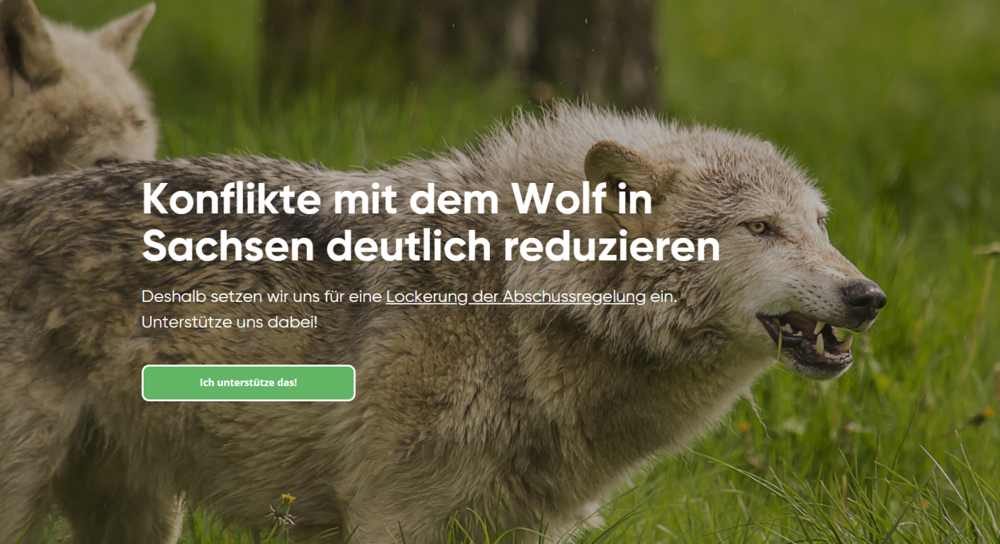 Konflikte mit dem Wolf in
Sachsen deutlich reduzieren
Deshalb setzen wir uns für eine Lockerung der Abschussregelung ein.
Unterstütze uns dabei!
Ich unterstütze das!